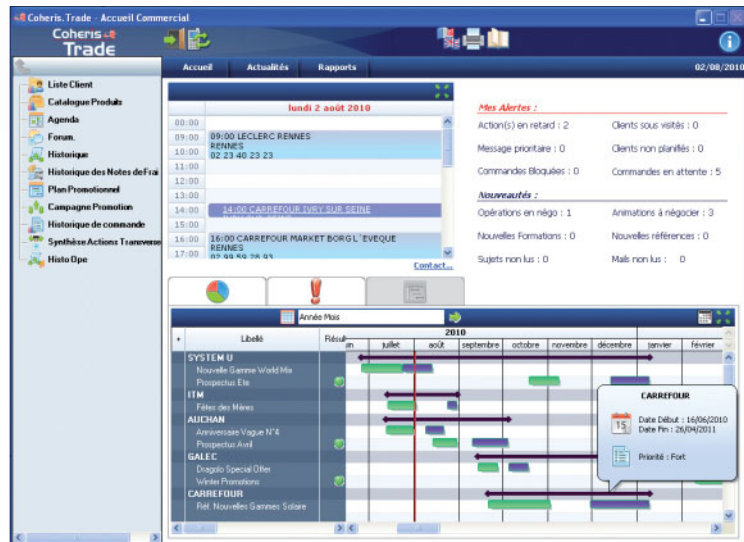 Coheris.Trade - Accueil Commercial
Coheris
Trade
Accueil
Actualités
Rapports
02/08/2010
Liste Client
Catalogue Produits
Agenda
Forum.
Historique
Historique des Notes de Frai
Plan Promotionnel
Campagne Promotion
Historique de commande
Synthèse Actions Tranverse
Histo Ope
lundi 2 août 2010
00:00
09:00 09:00 LECLERC RENNES
RENNES
10:00 02 23 40 23 23
11:00
12:00
13:00
14:00 14:00 CARREFOUR IVRY SUR SEINE
15:00
16:00 16:00 CARREFOUR MARKET BORG L´EVEQUE
RENNES
17:00 02 99 59 28 93
Contact...
Mes Alertes :
Action(s) en retard : 2 Clients sous visités : 0
Message prioritaire : 0 Clients non planifiés : 0
Commandes Bloquées : 0 Commandes en attente : 5
Nouveautés :
Opérations en négo : 1 Animations à négocier : 3
Nouvelles Formations : 0 Nouvelles références : 0
Sujets non lus : 0 Mails non lus : 0
Année Mois
2010
+ Libellé Résult in juillet août septembre octobre novembre décembre janvier février
SYSTEM U
Nouvelle Gamme World Mix
Prospectus Ete
ITM
Fêtes des Mères
AUCHAN
Anniversaire Vague N°4
Prospectus Avril
GALEC
Dragolo Special Offer
Winter Promotions
CARREFOUR
Réf. Nouvelles Gammes Solaire
CARREFOUR
15
Date Début : 16/06/2010
Date Fin : 26/04/2011
Priorité : Fort